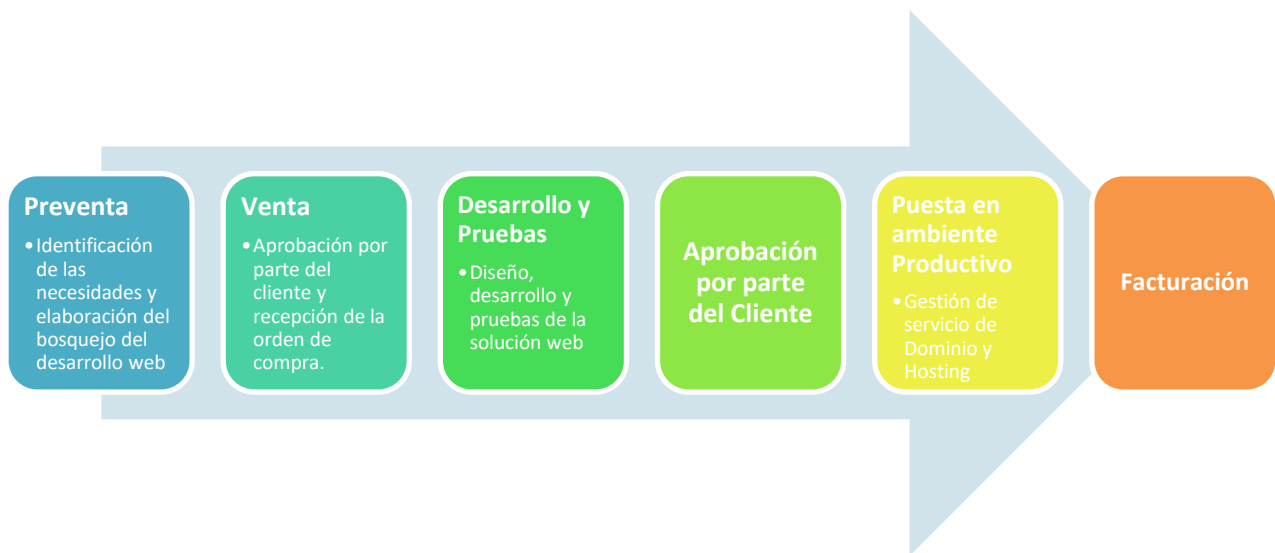 Preventa
•Identificación
de las
necesidades y
elaboración del
bosquejo del
desarrollo web
Venta
•Aprobación por
parte del
cliente y
recepción de la
orden de
compra.
Desarrollo y
Pruebas
•Diseño,
desarrollo y
pruebas de la
solución web
Aprobación
por parte
del Cliente
Puesta en
ambiente
Productivo
•Gestión de
servicio de
Dominio y
Hosting
Facturación